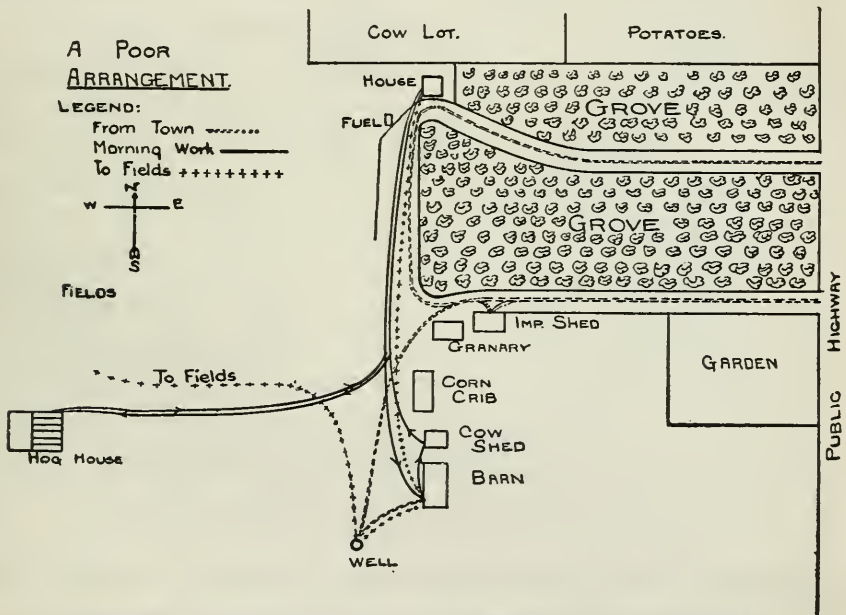 A POOR
ARRANGEMENT.
LEGEND:
From Town
Morning Work
To Fields
N
W E
S
COW LOT.
POTATOES.
HOUSE
FUEL
GROVE
GROVE
FIELDS
IMP. SHED
GRANARY
GARDEN
PUBLIC HIGHWAY
To Fields
CORN
CRIB
COW
SHED
HOG HOUSE
BARN
WELL